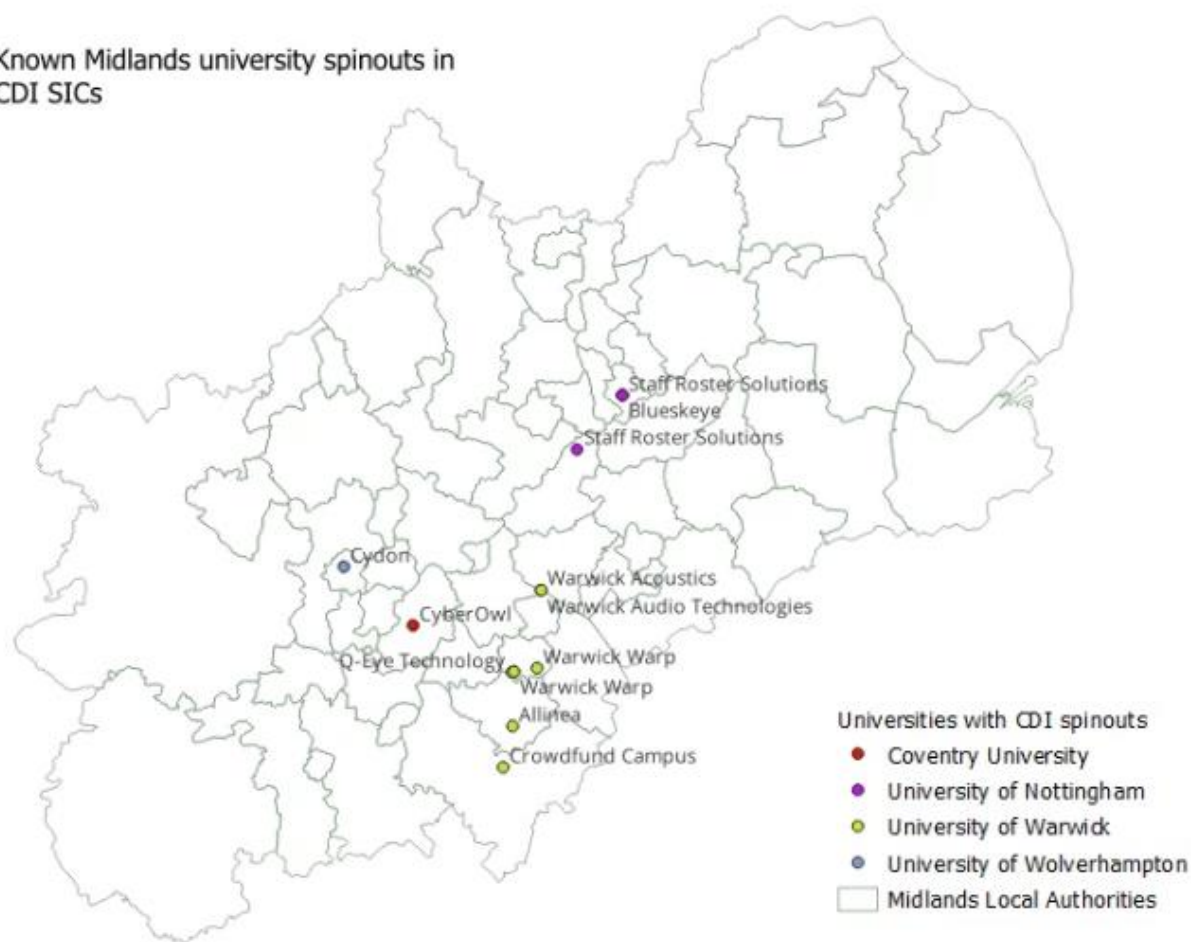 Known Midlands university spinouts in
CDI SICs
Staff Roster Solutions
Blueskeye
Staff Roster Solutions
Cydon
Warwick Acoustics
Warwick Audio Technologies
CyberOwl
Q-Eye Technology
Warwick Warp
Warwick Warp
Allinea
Crowdfund Campus
Universities with CDI spinouts
Coventry University
University of Nottingham
University of Warwick
University of Wolverhampton
Midlands Local Authorities